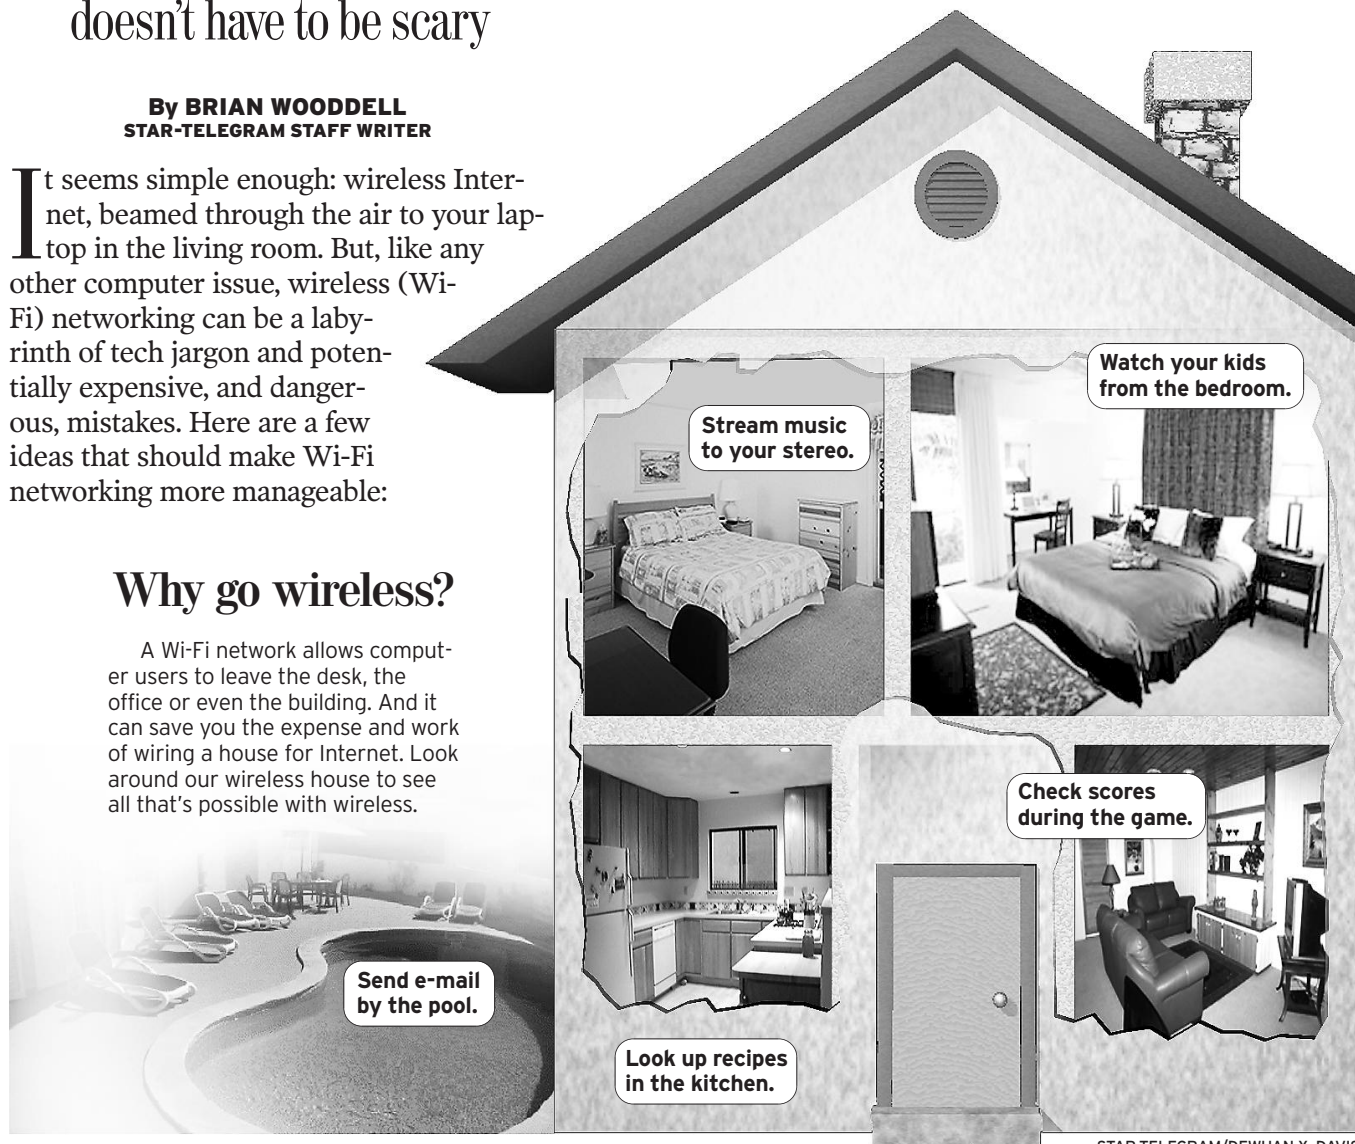 doesn't have to be scary
By BRIAN WOODDELL
STAR-TELEGRAM STAFF WRITER
It seems simple enough: wireless Inter-
net, beamed through the air to your lap-
top in the living room. But, like any
other computer issue, wireless (Wi-
Fi) networking can be a laby-
rinth of tech jargon and poten-
tially expensive, and danger-
ous, mistakes. Here are a few
ideas that should make Wi-Fi
networking more manageable:
Why go wireless?
A Wi-Fi network allows comput-
er users to leave the desk, the
office or even the building. And it
can save you the expense and work
of wiring a house for Internet. Look
around our wireless house to see
all that's possible with wireless.
Stream music
to your stereo.
Watch your kids
from the bedroom.
Check scores
during the game.
Send e-mail
by the pool.
Look up recipes
in the kitchen.